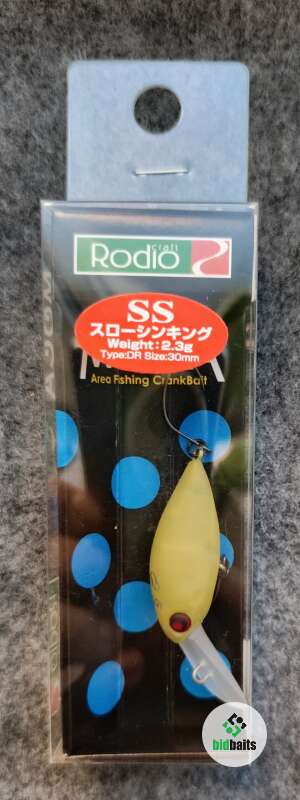 Rodio craft
SS
スローシンキング
Weight:2.3g
Type:DR Size:30mm
Area Fishing CrankBait
bidbaits